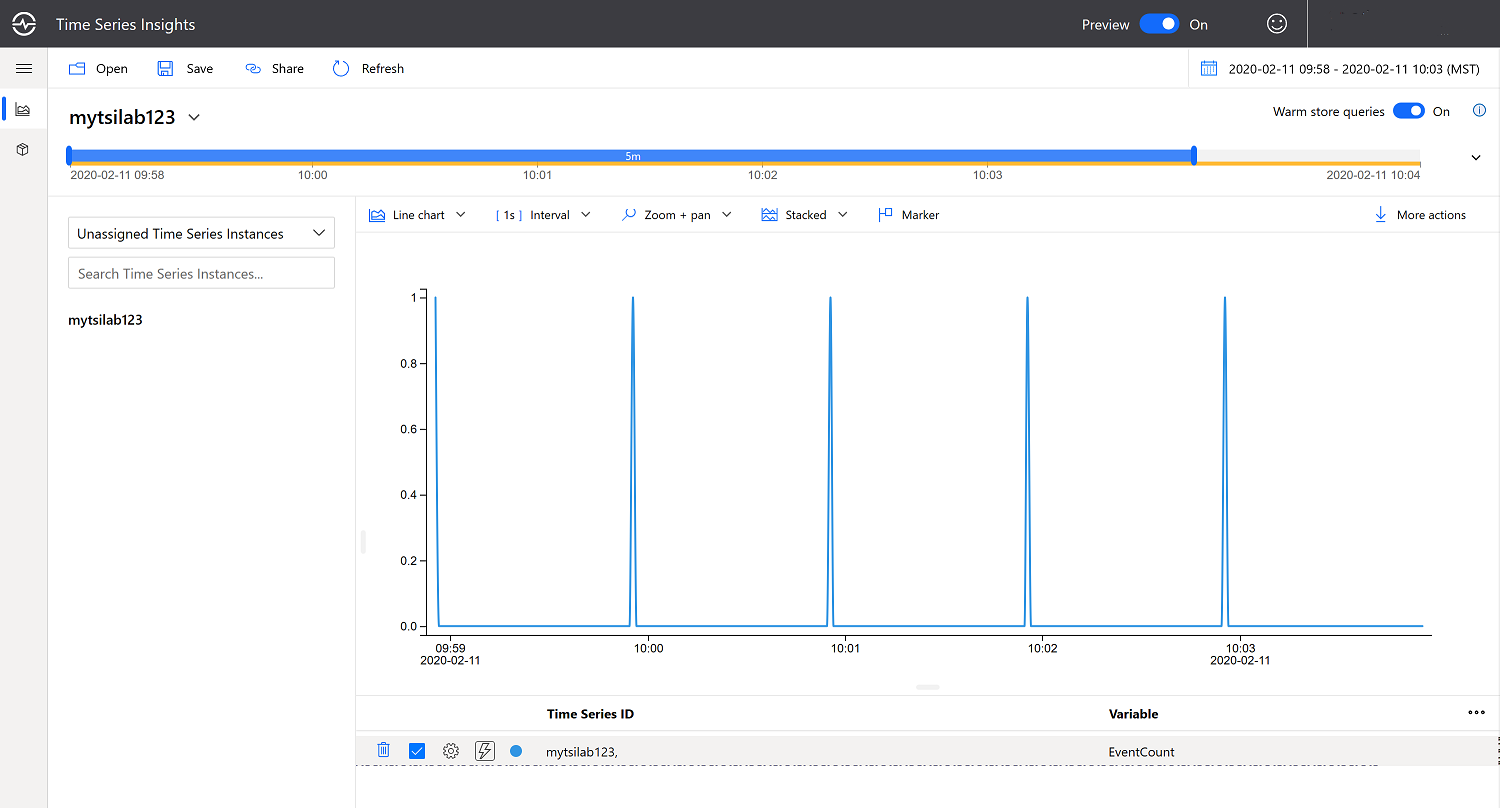 Time Series Insights
Preview On
Open Save Share Refresh
2020-02-11 09:58 - 2020-02-11 10:03 (MST)
mytsilab123
Warm store queries On
5m
2020-02-11 09:58 10:00 10:01 10:02 10:03 2020-02-11 10:04
Unassigned Time Series Instances
Search Time Series Instances...
mytsilab123
Line chart [ 1s ] Interval Zoom + pan Stacked Marker More actions
1
0.8
0.6
0.4
0.2
0.0
09:59 10:00 10:01 10:02 10:03
2020-02-11 2020-02-11
Time Series ID Variable
mytsilab123, EventCount